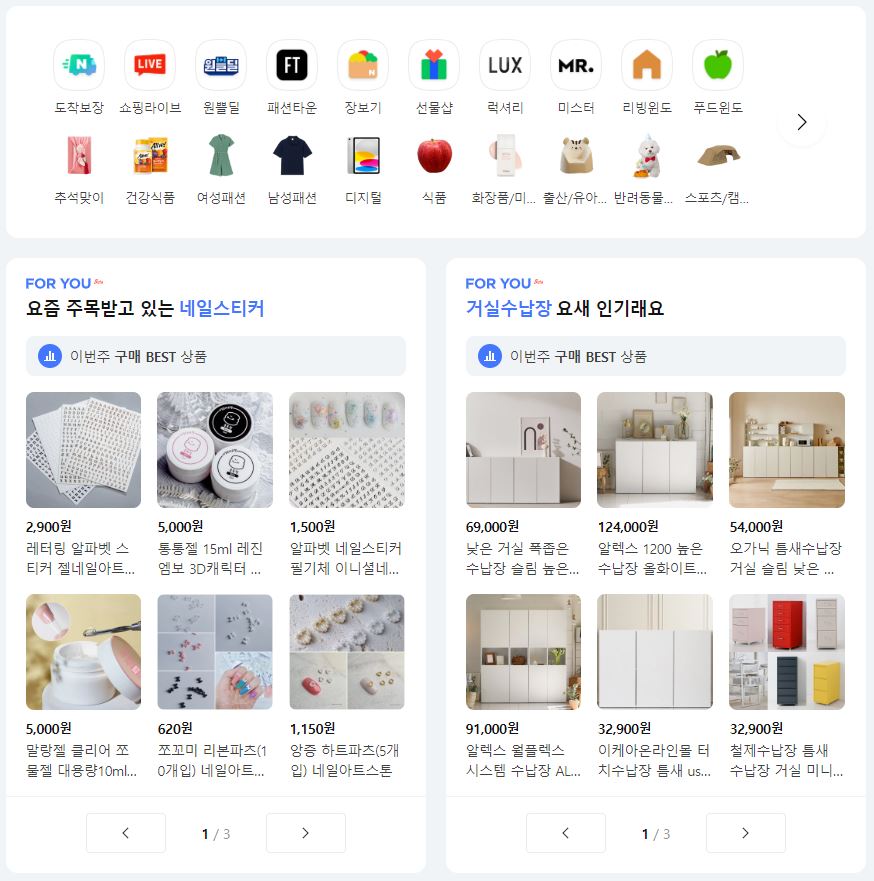 LIVE
원쁠딜
FT
N
LUX
MR.
도착보장
쇼핑라이브
원쁠딜
패션타운
장보기
선물샵
럭셔리
미스터
리빙윈도
푸드윈도
추석맞이
건강식품
여성패션
남성패션
디지털
식품
화장품/미...
출산/유아...
반려동물...
스포츠/캠...
FOR YOU Beta
요즘 주목받고 있는 네일스티커
이번주 구매 BEST 상품
2,900원
레터링 알파벳 스
티커 젤네일아트...
5,000원
통통젤 15ml 레진
엠보 3D캐릭터 ...
1,500원
알파벳 네일스티커
필기체 이니셜네...
5,000원
말랑젤 클리어 쪼
물젤 대용량10ml...
620원
쪼꼬미 리본파츠(1
0개입) 네일아트...
1,150원
앙증 하트파츠(5개
입) 네일아트스톤
1 / 3
FOR YOU Beta
거실수납장 요새 인기래요
이번주 구매 BEST 상품
69,000원
낮은 거실 폭좁은
수납장 슬림 높은...
124,000원
알렉스 1200 높은
수납장 올화이트...
54,000원
오가닉 틈새수납장
거실 슬림 낮은 ...
91,000원
알렉스 월플렉스
시스템 수납장 AL...
32,900원
이케아온라인몰 터
치수납장 틈새 us...
32,900원
철제수납장 틈새
수납장 거실 미니...
1 / 3